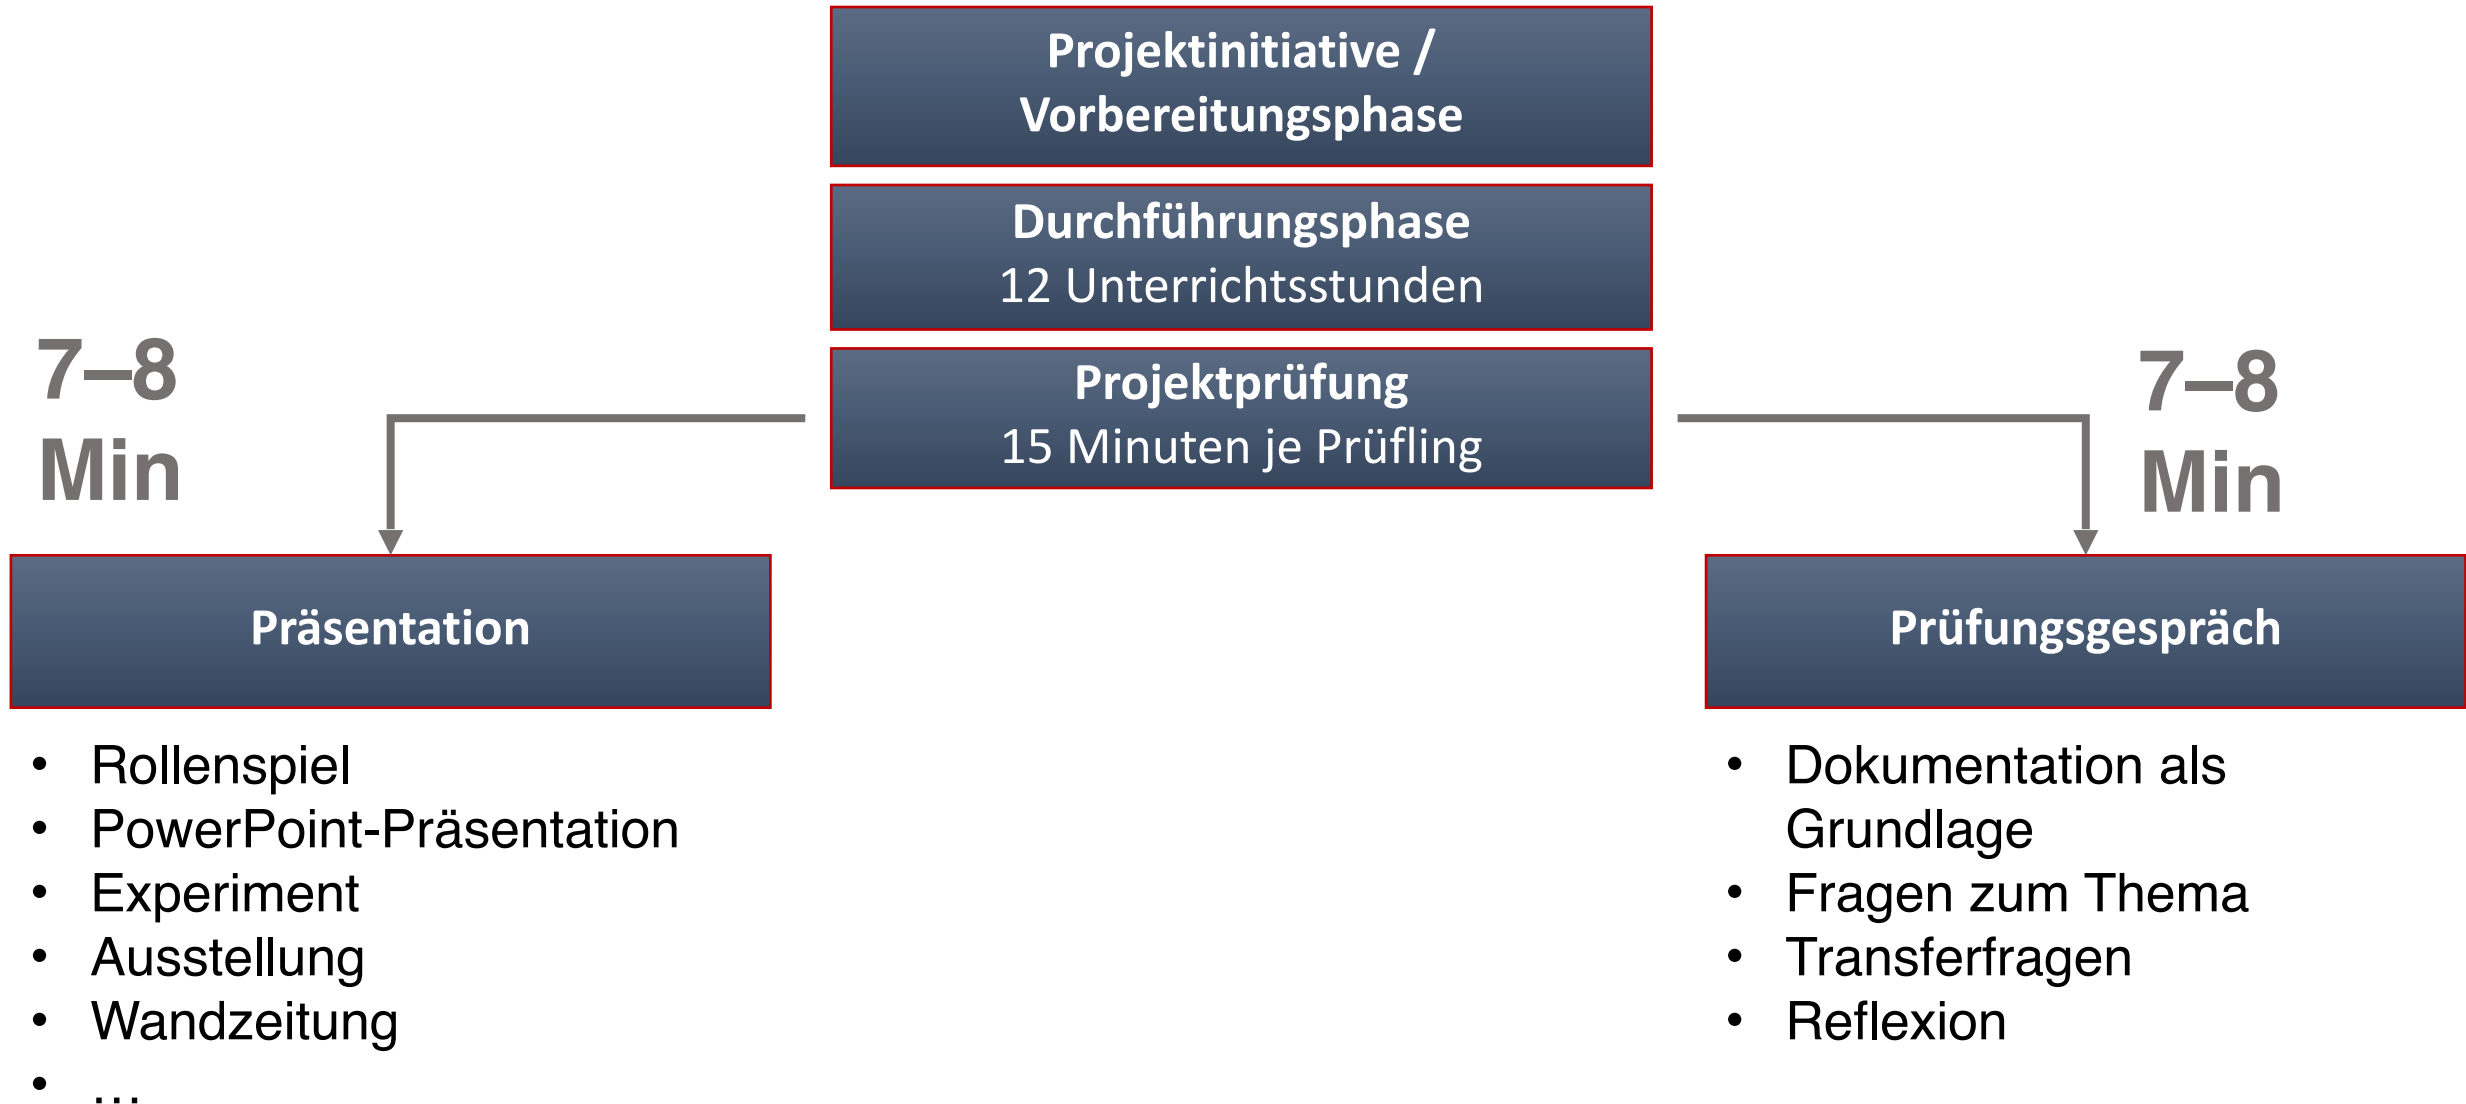 Projektinitiative /
Vorbereitungsphase
Durchführungsphase
12 Unterrichtsstunden
Projektprüfung
15 Minuten je Prüfling
7–8
Min
7–8
Min
Präsentation
• Rollenspiel
• PowerPoint-Präsentation
• Experiment
• Ausstellung
• Wandzeitung
• …
Prüfungsgespräch
• Dokumentation als
Grundlage
• Fragen zum Thema
• Transferfragen
• Reflexion